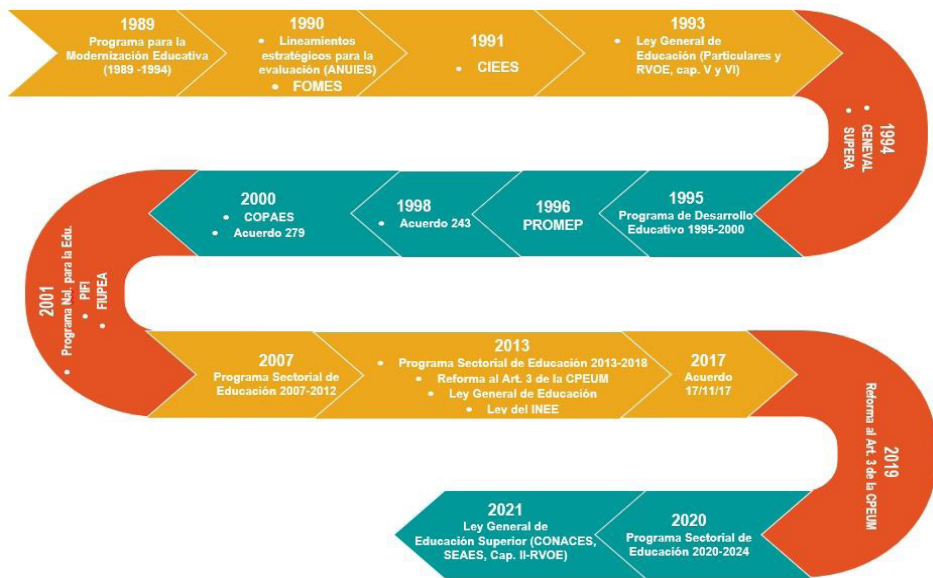 1989
Programa para la
Modernización Educativa
(1989 -1994)
1990
• Lineamientos
estratégicos para la
evaluación (ANUIES)
• FOMES
1991
• CIEES
1993
• Ley General de
Educación (Particulares y
RVOE, cap. V y VI)
1994
• CENEVAL
• SUPERA
1995
Programa de Desarrollo
Educativo 1995-2000
1996
PROMEP
1998
• Acuerdo 243
2000
• COPAES
• Acuerdo 279
2001
• Programa Nal. para la Edu.
• PIFI
• FIUPEA
2007
Programa Sectorial de
Educación 2007-2012
2013
• Programa Sectorial de Educación 2013-2018
• Reforma al Art. 3 de la CPEUM
• Ley General de Educación
• Ley del INEE
2017
Acuerdo
17/11/17
2019
Reforma al Art. 3 de la CPEUM
2020
Programa Sectorial de
Educación 2020-2024
2021
Ley General de
Educación Superior (CONACES,
SEAES, Cap. II-RVOE)